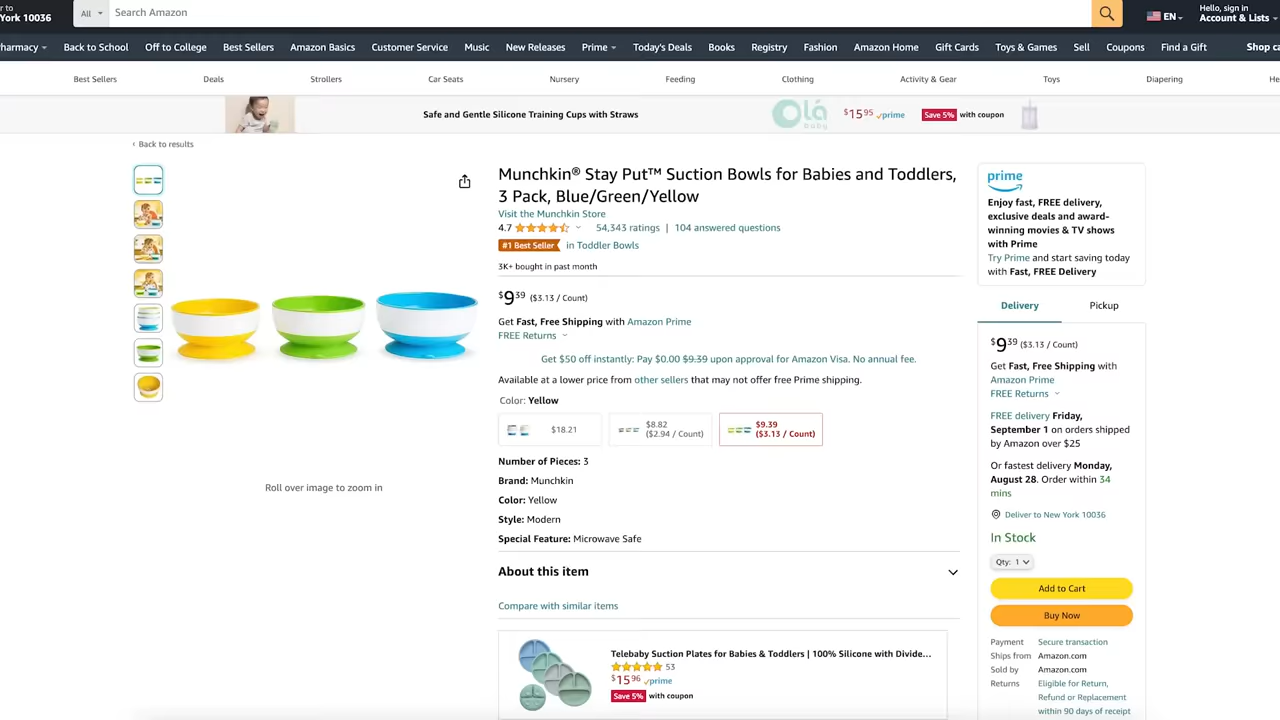 r to
York 10036
All
Search Amazon
EN
Hello, sign in
Account & Lists
harmacy
Back to School
Off to College
Best Sellers
Amazon Basics
Customer Service
Music
New Releases
Prime
Today's Deals
Books
Registry
Fashion
Amazon Home
Gift Cards
Toys & Games
Sell
Coupons
Find a Gift
Shop ca
Best Sellers
Deals
Strollers
Car Seats
Nursery
Feeding
Clothing
Activity & Gear
Toys
Diapering
He
Safe and Gentle Silicone Training Cups with Straws
Olá
baby
$15 95 prime
Save 5% with coupon
‹ Back to results
Munchkin® Stay Put™ Suction Bowls for Babies and Toddlers,
3 Pack, Blue/Green/Yellow
Visit the Munchkin Store
4.7 54,343 ratings | 104 answered questions
#1 Best Seller in Toddler Bowls
3K+ bought in past month
$9 39 ($3.13 / Count)
Get Fast, Free Shipping with Amazon Prime
FREE Returns
Get $50 off instantly: Pay $0.00 $9.39 upon approval for Amazon Visa. No annual fee.
Available at a lower price from other sellers that may not offer free Prime shipping.
Color: Yellow
$18.21
$8.82
($2.94 / Count)
$9.39
($3.13 / Count)
Number of Pieces: 3
Brand: Munchkin
Color: Yellow
Style: Modern
Special Feature: Microwave Safe
About this item
Compare with similar items
Telebaby Suction Plates for Babies & Toddlers | 100% Silicone with Divide...
53
$15 96 prime
Save 5% with coupon
Roll over image to zoom in
prime
Enjoy fast, FREE delivery,
exclusive deals and award-
winning movies & TV shows
with Prime
Try Prime and start saving today
with Fast, FREE Delivery
Delivery
Pickup
$9 39 ($3.13 / Count)
Get Fast, Free Shipping with
Amazon Prime
FREE Returns
FREE delivery Friday,
September 1 on orders shipped
by Amazon over $25
Or fastest delivery Monday,
August 28. Order within 34
mins
Deliver to New York 10036
In Stock
Qty: 1
Add to Cart
Buy Now
Payment Secure transaction
Ships from Amazon.com
Sold by Amazon.com
Returns Eligible for Return,
Refund or Replacement
within 90 days of receipt